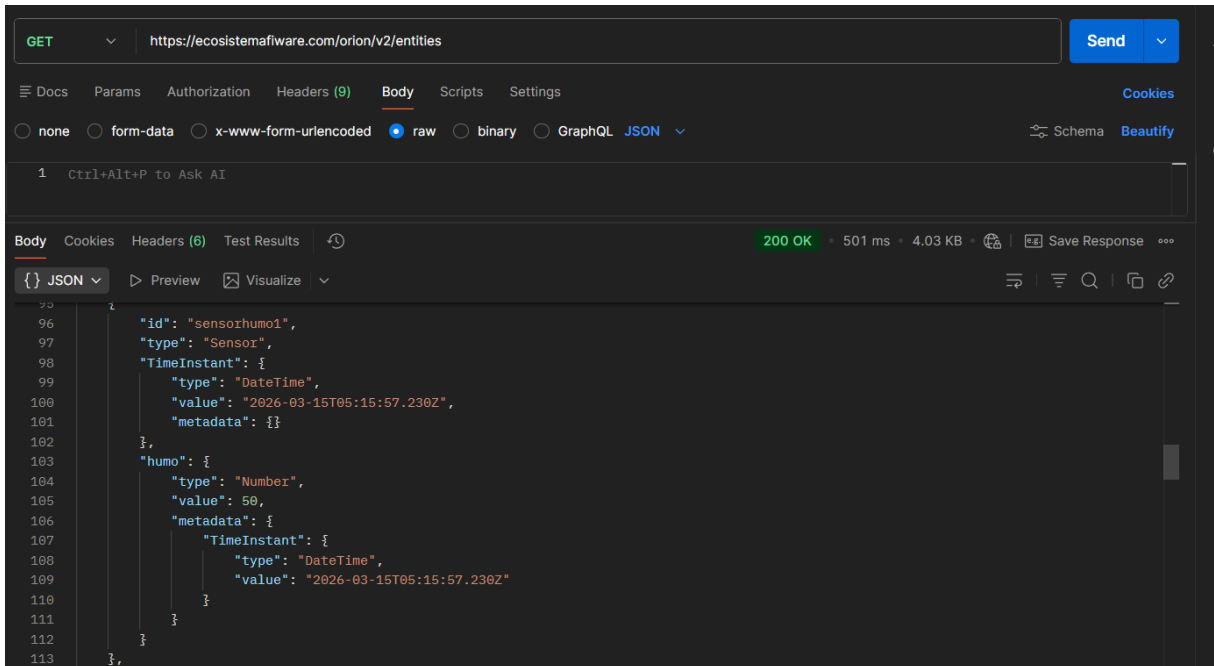 GET https://ecosistemafiware.com/orion/v2/entities Send
Docs Params Authorization Headers (9) Body Scripts Settings Cookies
none form-data x-www-form-urlencoded raw binary GraphQL JSON Schema Beautify
1 Ctrl+Alt+P to Ask AI
Body Cookies Headers (6) Test Results 200 OK • 501 ms • 4.03 KB • e.g. Save Response
{} JSON Preview Visualize
95 {
96 "id": "sensorhumo1",
97 "type": "Sensor",
98 "TimeInstant": {
99 "type": "DateTime",
100 "value": "2026-03-15T05:15:57.230Z",
101 "metadata": {}
102 },
103 "humo": {
104 "type": "Number",
105 "value": 50,
106 "metadata": {
107 "TimeInstant": {
108 "type": "DateTime",
109 "value": "2026-03-15T05:15:57.230Z"
110 }
111 }
112 }
113 },